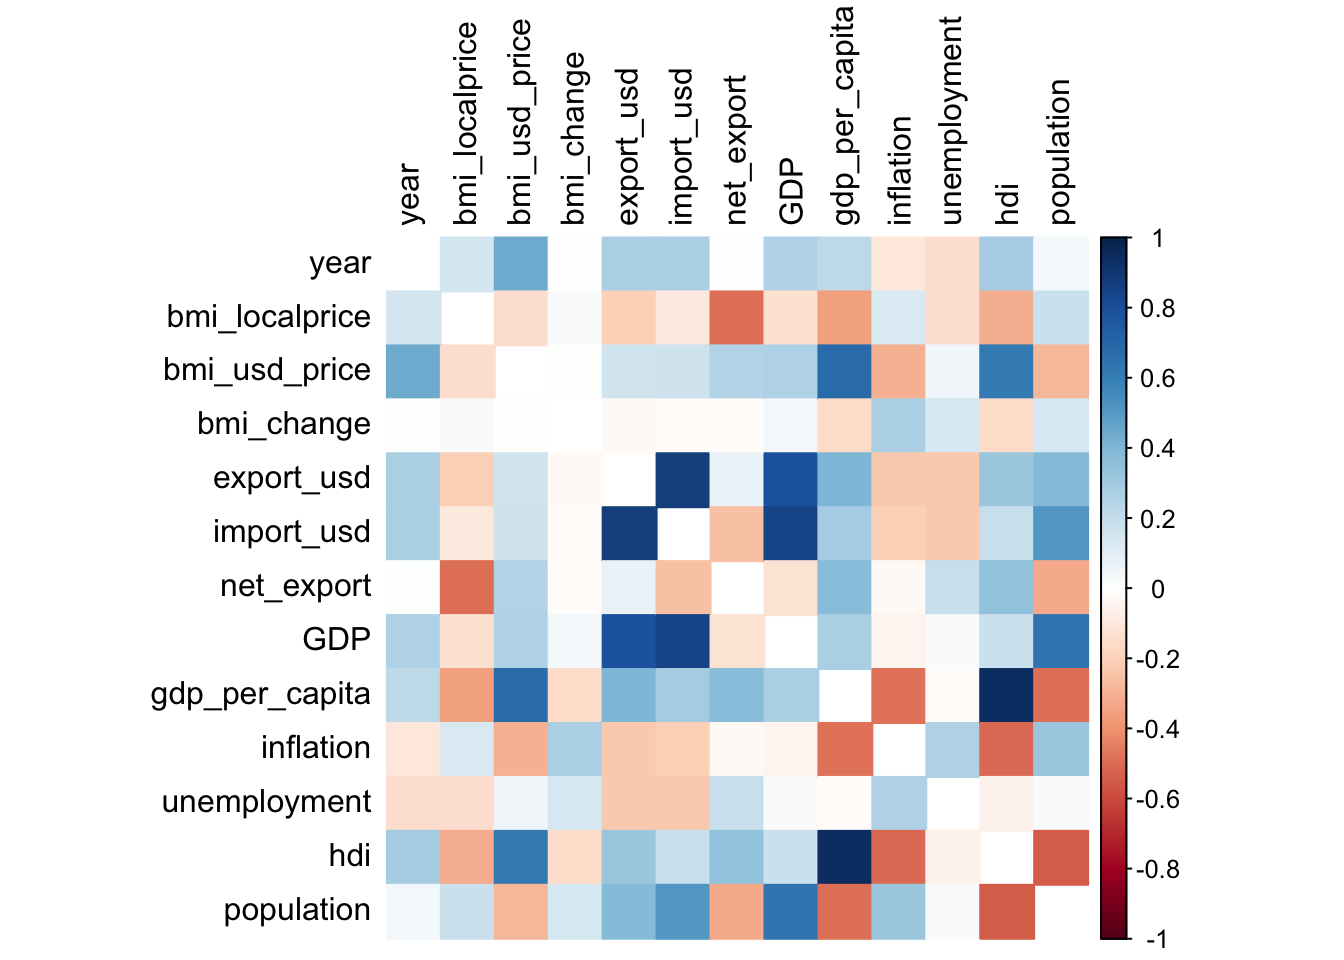 year
bmi_localprice
bmi_usd_price
bmi_change
export_usd
import_usd
net_export
GDP
gdp_per_capita
inflation
unemployment
hdi
population
year
bmi_localprice
bmi_usd_price
bmi_change
export_usd
import_usd
net_export
GDP
gdp_per_capita
inflation
unemployment
hdi
population
1
0.8
0.6
0.4
0.2
0
-0.2
-0.4
-0.6
-0.8
-1